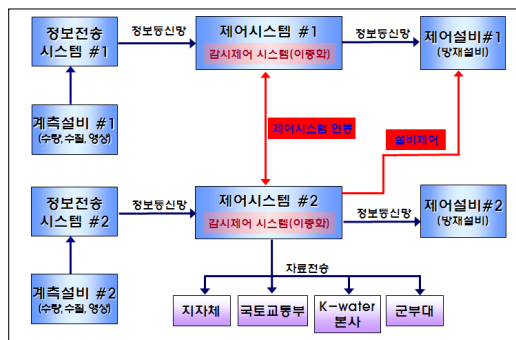 정보전송
시스템 #1
정보통신망
제어시스템 #1
감시제어 시스템(이중화)
정보통신망
제어설비#1
(방재설비)
계측설비 #1
(수량, 수질, 영상)
제어시스템 연동
설비제어
정보전송
시스템 #2
정보통신망
제어시스템 #2
감시제어 시스템(이중화)
정보통신망
제어설비#2
(방재설비)
계측설비 #2
(수량, 수질, 영상)
자료전송
지자체
국토교통부
K-water
본사
군부대